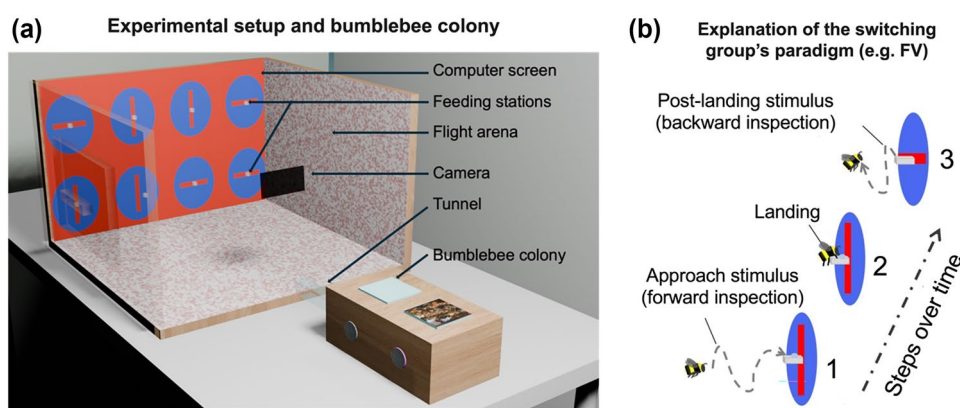 (a)
Experimental setup and bumblebee colony
Computer screen
Feeding stations
Flight arena
Camera
Tunnel
Bumblebee colony
(b)
Explanation of the switching
group's paradigm (e.g. FV)
Post-landing stimulus
(backward inspection)
3
Landing
2
Approach stimulus
(forward inspection)
1
Steps over time